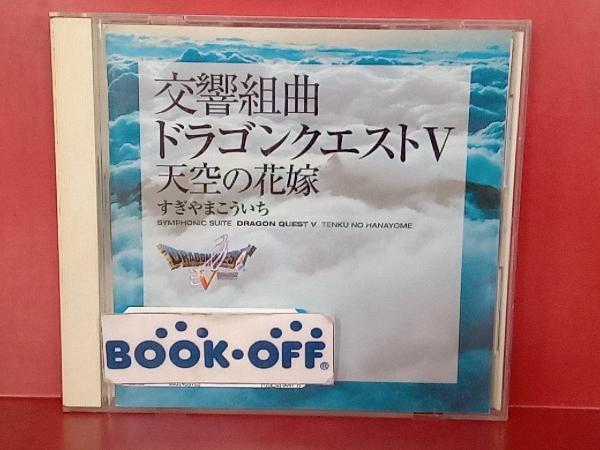 交響組曲
ドラゴンクエストV
天空の花嫁
すぎやまこういち
SYMPHONIC SUITE DRAGON QUEST V TENKU NO HANAYOME
DRAGON QUEST
V
BOOK·OFF®